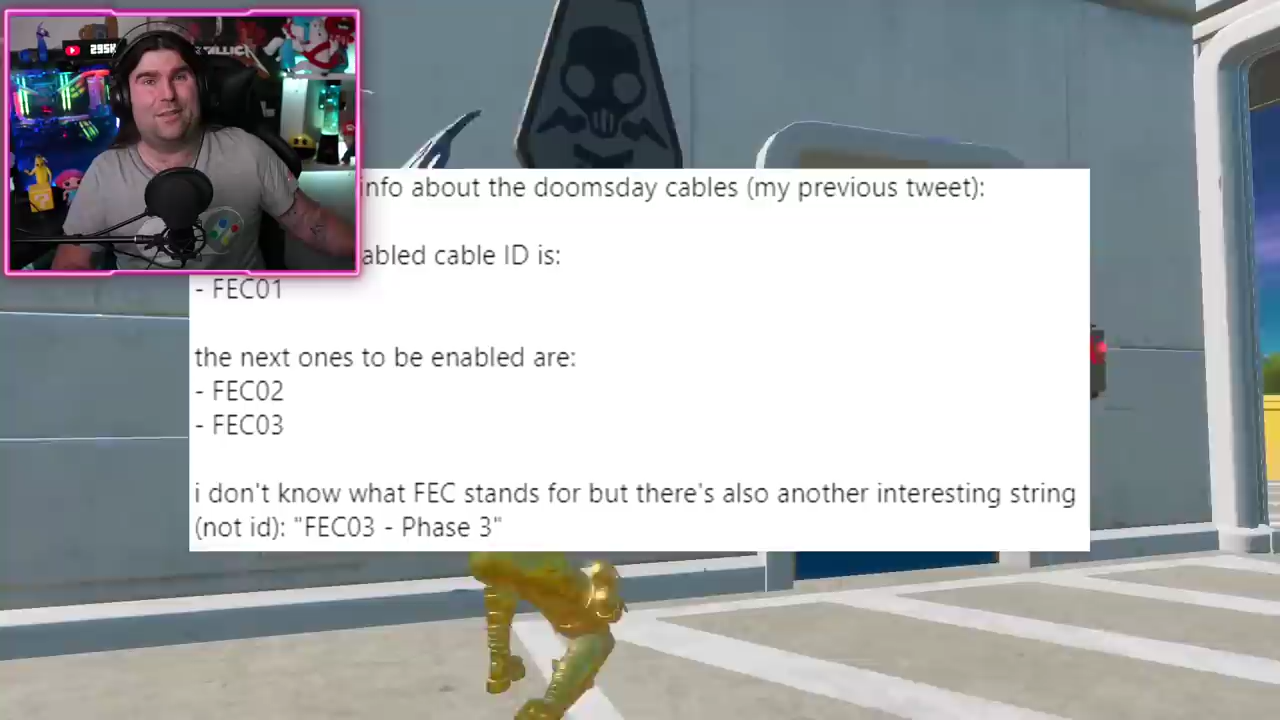 295K
info about the doomsday cables (my previous tweet):
abled cable ID is:
- FEC01
the next ones to be enabled are:
- FEC02
- FEC03
i don't know what FEC stands for but there's also another interesting string
(not id): "FEC03 - Phase 3"